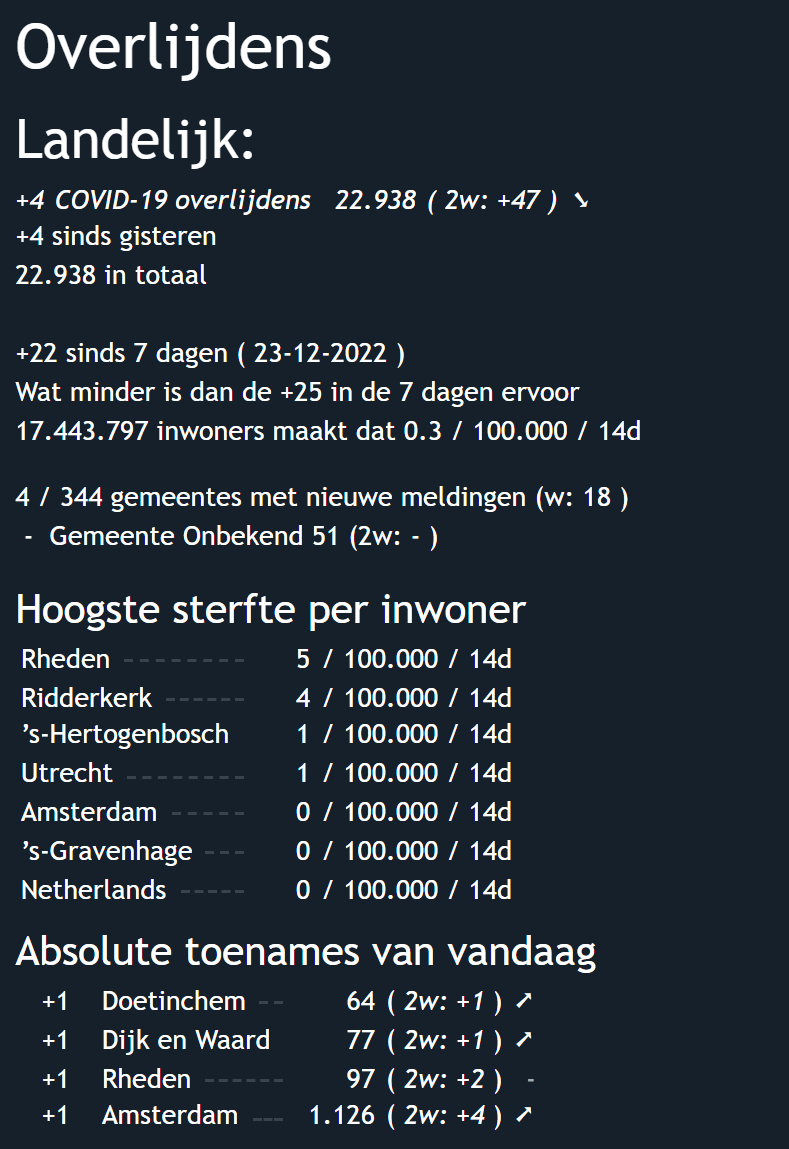 Overlijdens
Landelijk:
+4 COVID-19 overlijdens 22.938 ( 2w: +47 ) ➘
+4 sinds gisteren
22.938 in totaal
+22 sinds 7 dagen ( 23-12-2022 )
Wat minder is dan de +25 in de 7 dagen ervoor
17.443.797 inwoners maakt dat 0.3 / 100.000 / 14d
4 / 344 gemeentes met nieuwe meldingen (w: 18 )
- Gemeente Onbekend 51 (2w: - )
Hoogste sterfte per inwoner
Rheden -------- 5 / 100.000 / 14d
Ridderkerk ------ 4 / 100.000 / 14d
’s-Hertogenbosch 1 / 100.000 / 14d
Utrecht -------- 1 / 100.000 / 14d
Amsterdam ----- 0 / 100.000 / 14d
’s-Gravenhage --- 0 / 100.000 / 14d
Netherlands ----- 0 / 100.000 / 14d
Absolute toenames van vandaag
+1 Doetinchem -- 64 ( 2w: +1 ) ➚
+1 Dijk en Waard 77 ( 2w: +1 ) ➚
+1 Rheden ------ 97 ( 2w: +2 ) -
+1 Amsterdam --- 1.126 ( 2w: +4 ) ➚